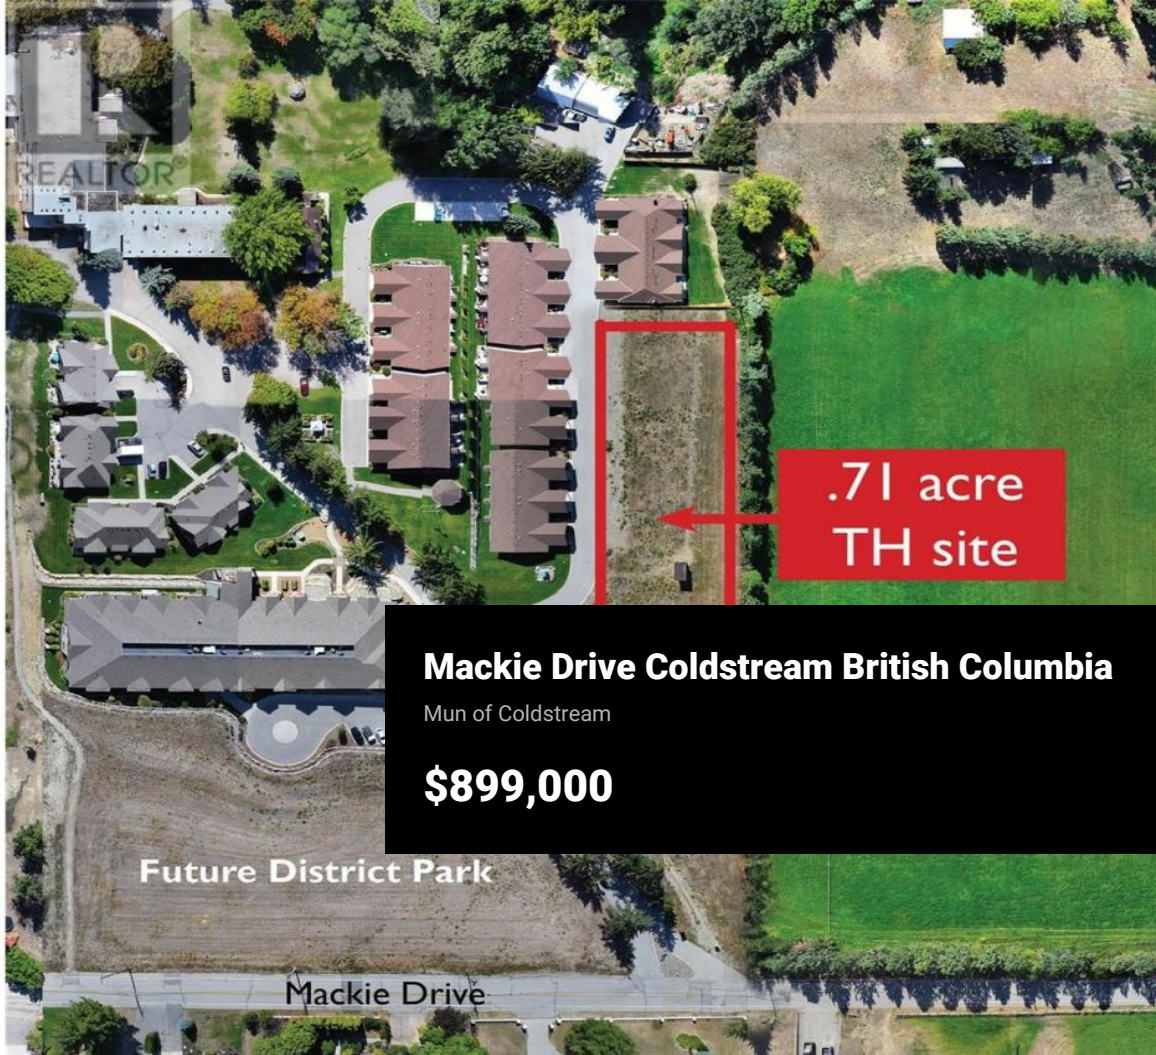 REALTOR®
.71 acre
TH site
Mackie Drive Coldstream British Columbia
Mun of Coldstream
$899,000
Future District Park
Mackie Drive